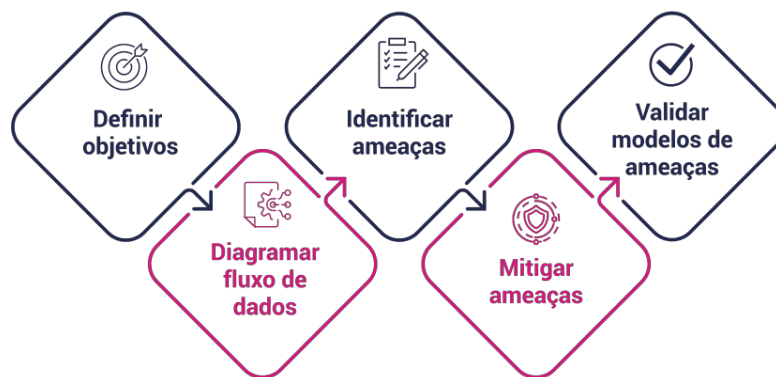 Definir
objetivos
Diagramar
fluxo de
dados
Identificar
ameaças
Mitigar
ameaças
Validar
modelos de
ameaças